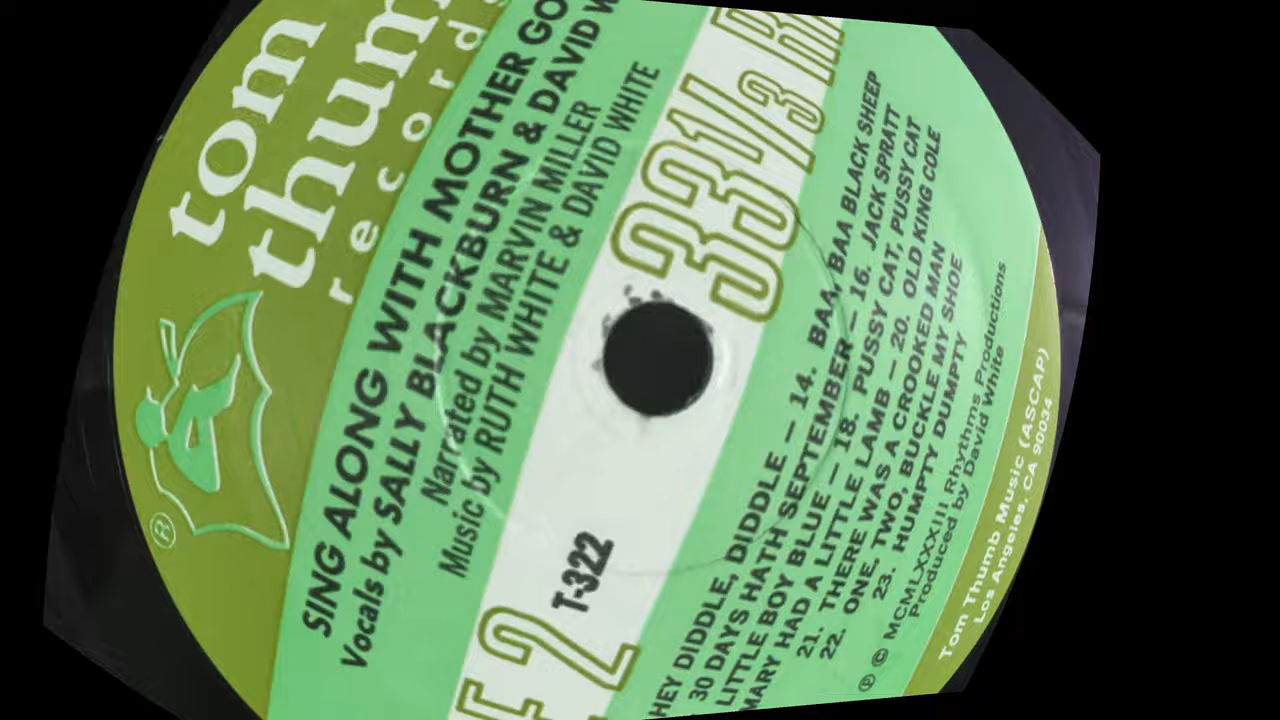 tom
thum
records
®
SING ALONG WITH MOTHER
Vocals by SALLY BLACKBURN & DAVID
Narrated by MARVIN MILLER
Music by RUTH WHITE & DAVID WHITE
2 33 1/3
T-322
HEY DIDDLE, DIDDLE – 14. BAA, BAA BLACK SHEEP
30 DAYS HATH SEPTEMBER – 16. JACK SPRATT
LITTLE BOY BLUE – 18. PUSSY CAT, PUSSY CAT
MARY HAD A LITTLE LAMB – 20. OLD KING COLE
21. THERE WAS A CROOKED MAN
22. ONE, TWO, BUCKLE MY SHOE
23. HUMPTY DUMPTY
℗ © MCMLXXXIII Rhythms Productions
Produced by David White
Tom Thumb Music (ASCAP)
Los Angeles, CA 90034